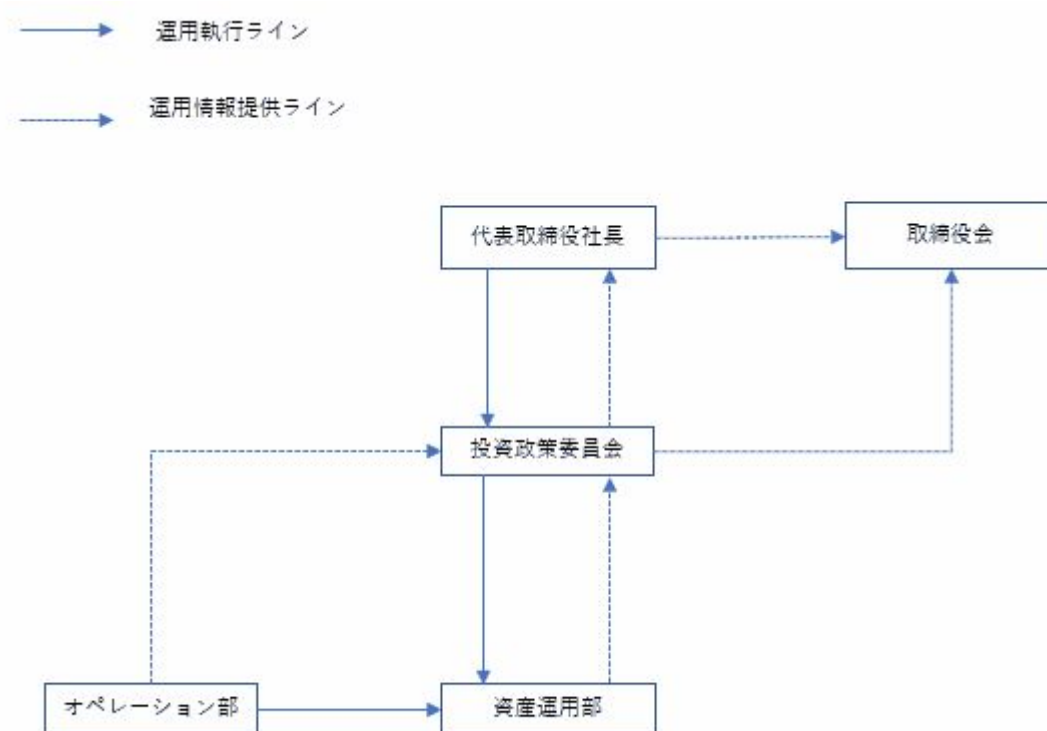 運用執行ライン
運用情報提供ライン
代表取締役社長
取締役会
投資政策委員会
オペレーション部
資産運用部